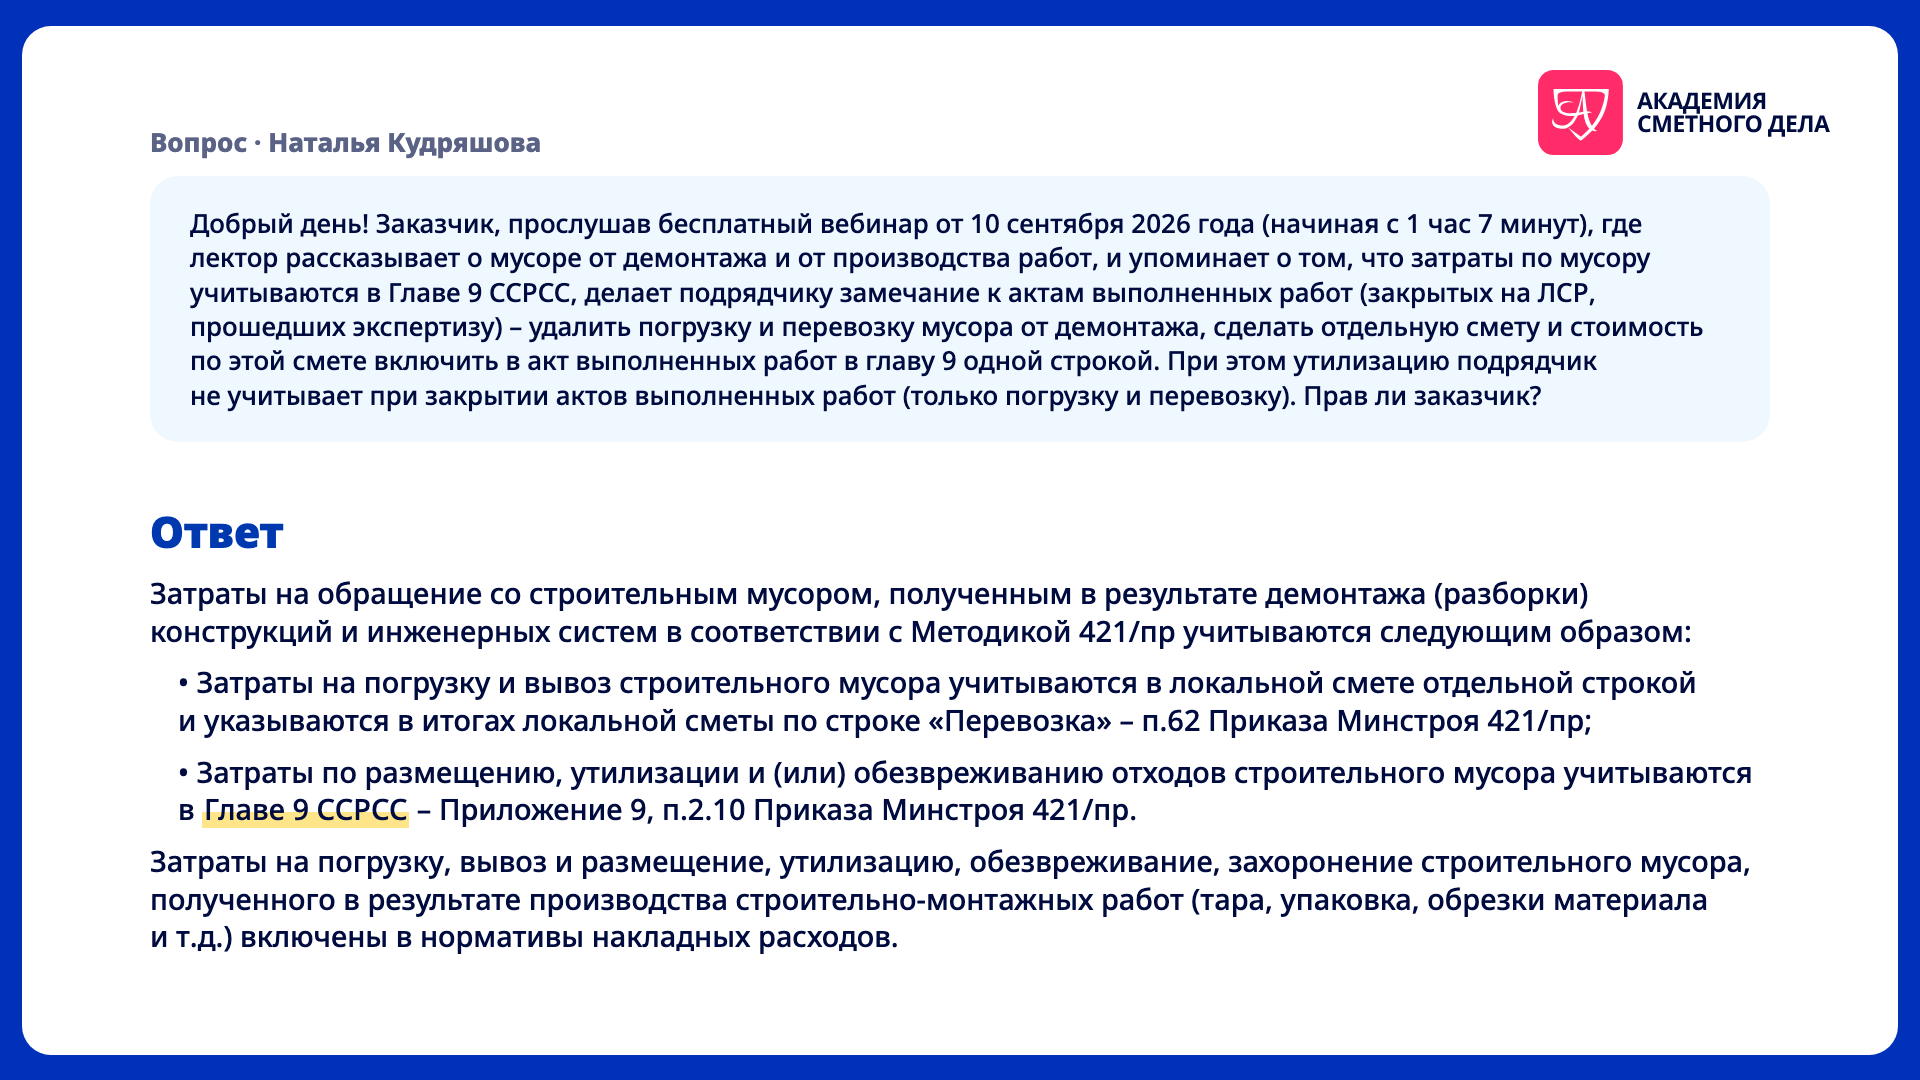 АКАДЕМИЯ
СМЕТНОГО ДЕЛА
Вопрос · Наталья Кудряшова
Добрый день! Заказчик, прослушав бесплатный вебинар от 10 сентября 2026 года (начиная с 1 час 7 минут), где
лектор рассказывает о мусоре от демонтажа и от производства работ, и упоминает о том, что затраты по мусору
учитываются в Главе 9 ССРСС, делает подрядчику замечание к актам выполненных работ (закрытых на ЛСР,
прошедших экспертизу) – удалить погрузку и перевозку мусора от демонтажа, сделать отдельную смету и стоимость
по этой смете включить в акт выполненных работ в главу 9 одной строкой. При этом утилизацию подрядчик
не учитывает при закрытии актов выполненных работ (только погрузку и перевозку). Прав ли заказчик?
Ответ
Затраты на обращение со строительным мусором, полученным в результате демонтажа (разборки)
конструкций и инженерных систем в соответствии с Методикой 421/пр учитываются следующим образом:
• Затраты на погрузку и вывоз строительного мусора учитываются в локальной смете отдельной строкой
и указываются в итогах локальной сметы по строке «Перевозка» – п.62 Приказа Минстроя 421/пр;
• Затраты по размещению, утилизации и (или) обезвреживанию отходов строительного мусора учитываются
в Главе 9 ССРСС – Приложение 9, п.2.10 Приказа Минстроя 421/пр.
Затраты на погрузку, вывоз и размещение, утилизацию, обезвреживание, захоронение строительного мусора,
полученного в результате производства строительно-монтажных работ (тара, упаковка, обрезки материала
и т.д.) включены в нормативы накладных расходов.